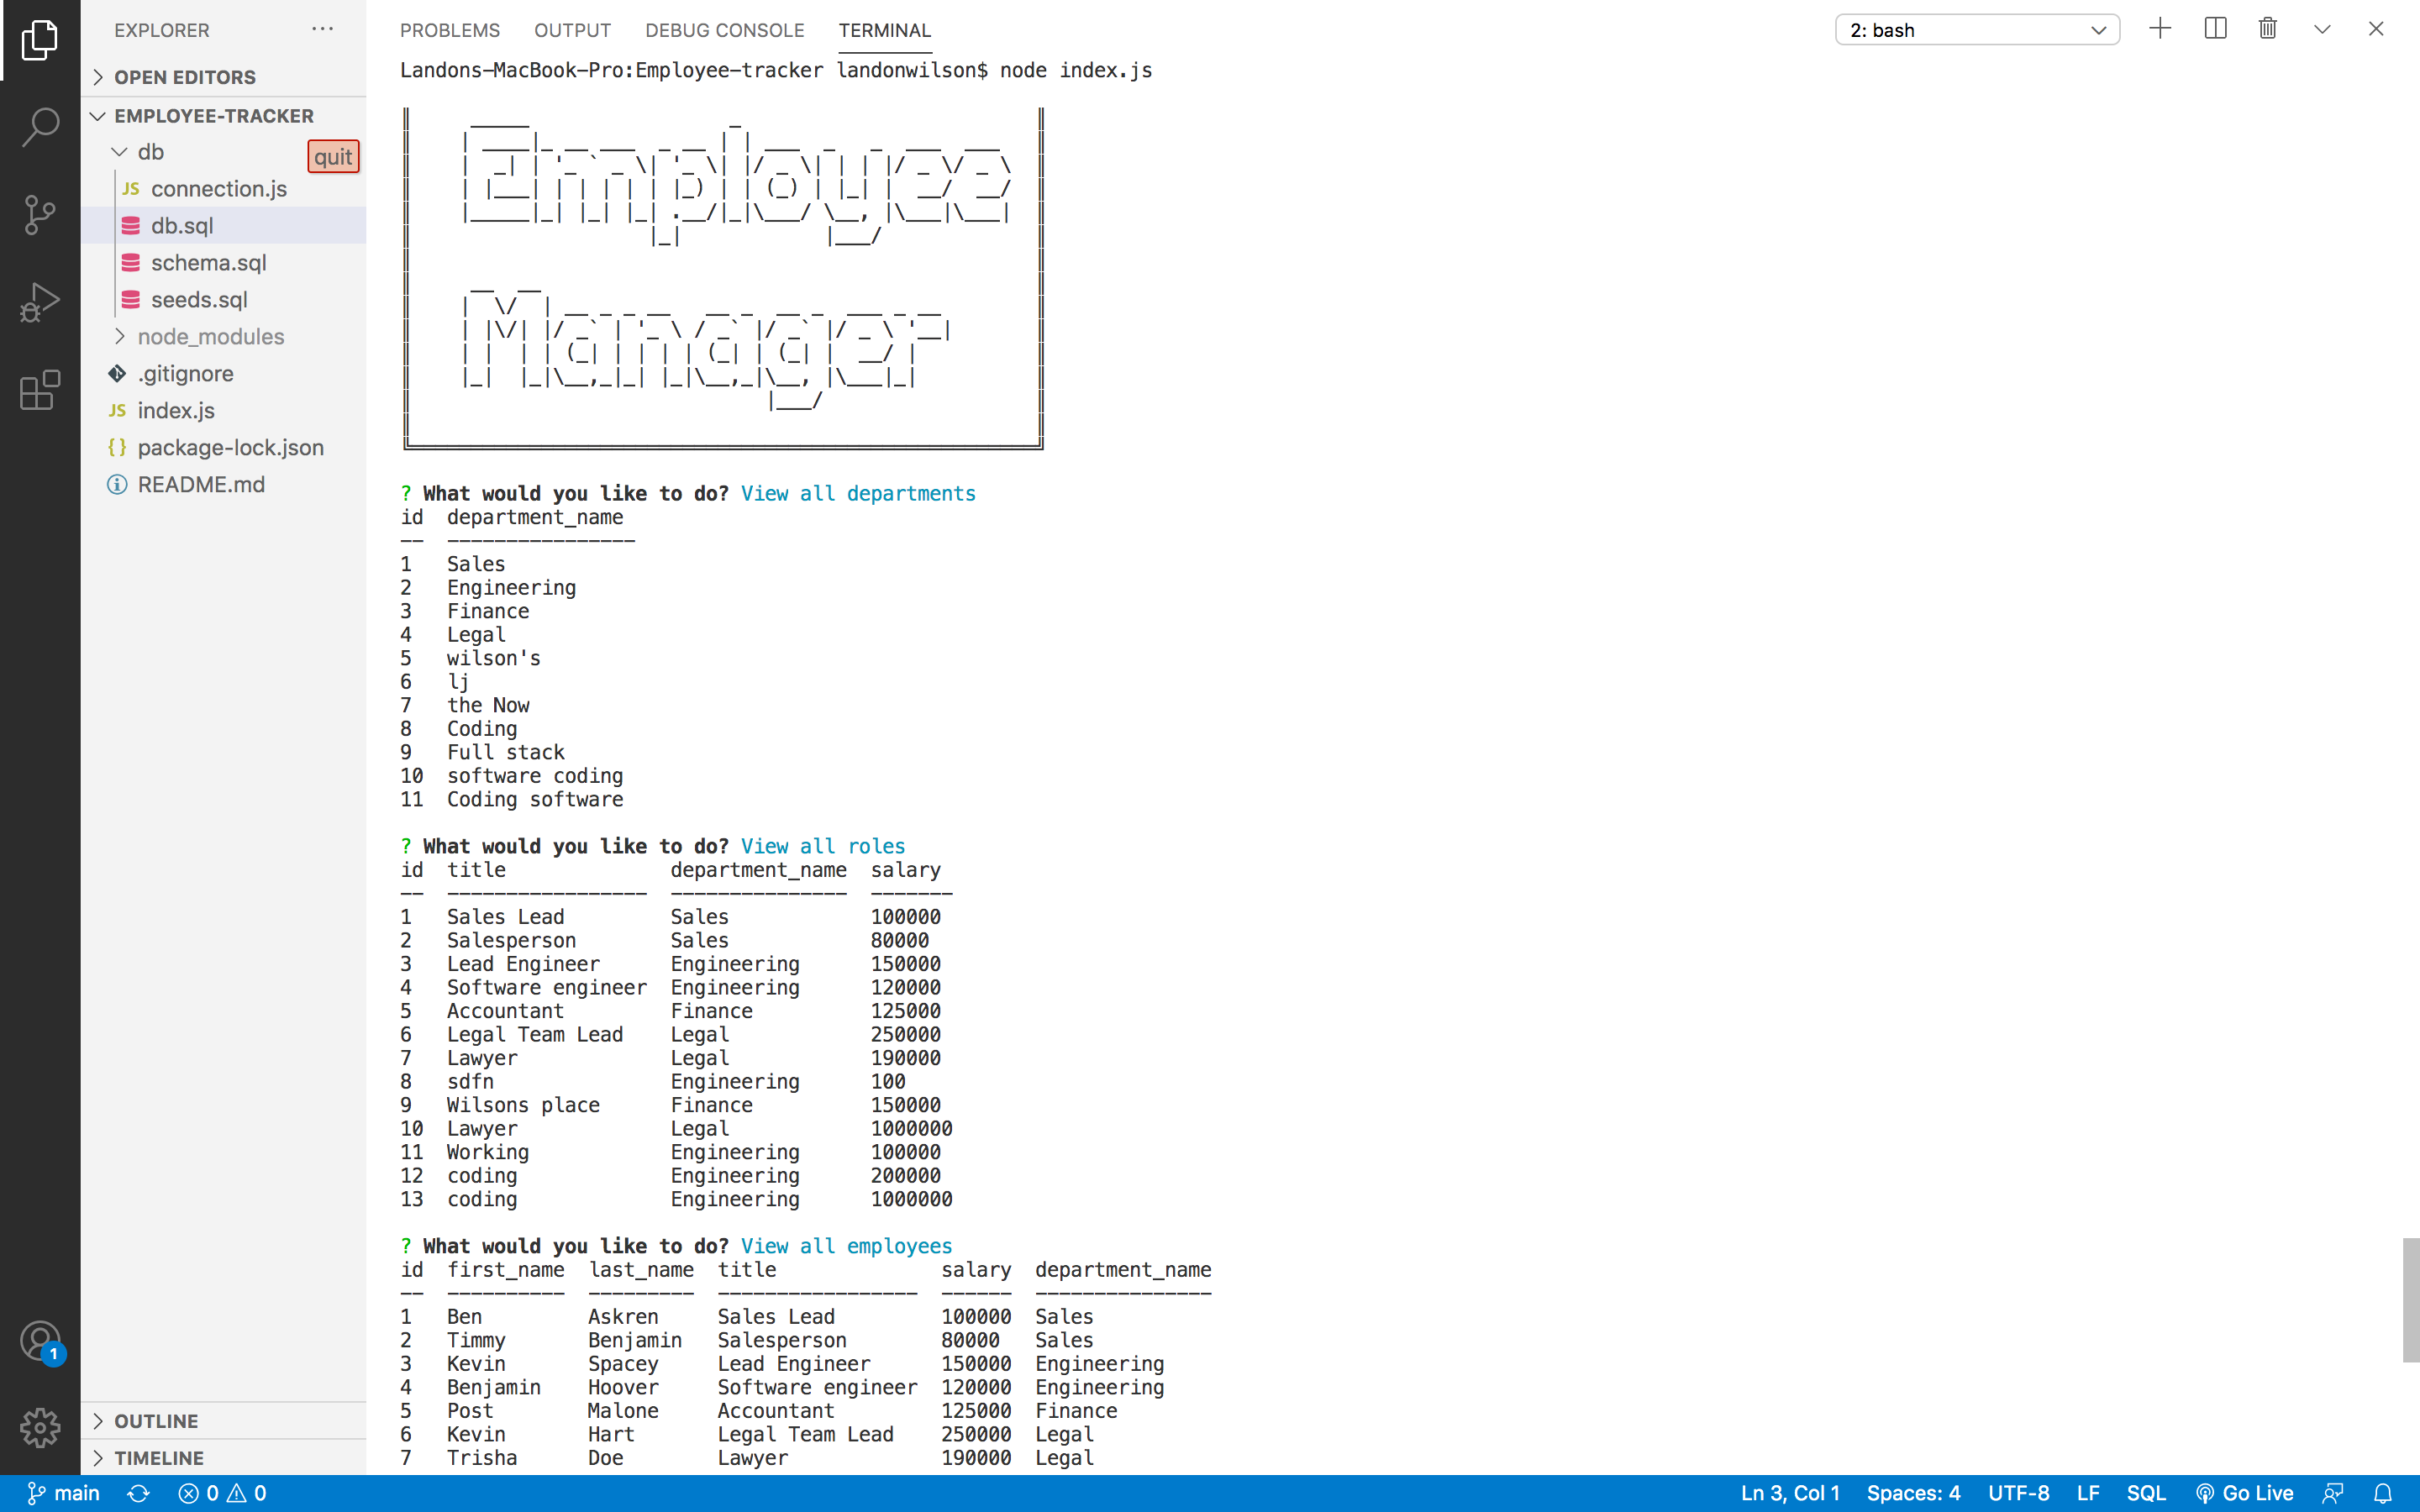 EXPLORER
OPEN EDITORS
EMPLOYEE-TRACKER
db
quit
JS connection.js
db.sql
schema.sql
seeds.sql
node_modules
.gitignore
JS index.js
{} package-lock.json
README.md
OUTLINE
TIMELINE
1
PROBLEMS OUTPUT DEBUG CONSOLE TERMINAL
2: bash
Landons-MacBook-Pro:Employee-tracker landonwilson$ node index.js
Employee
Manager
? What would you like to do? View all departments
id department_name
-- ----------------
1 Sales
2 Engineering
3 Finance
4 Legal
5 wilson's
6 lj
7 the Now
8 Coding
9 Full stack
10 software coding
11 Coding software
? What would you like to do? View all roles
id title department_name salary
-- ----------------- --------------- -------
1 Sales Lead Sales 100000
2 Salesperson Sales 80000
3 Lead Engineer Engineering 150000
4 Software engineer Engineering 120000
5 Accountant Finance 125000
6 Legal Team Lead Legal 250000
7 Lawyer Legal 190000
8 sdfn Engineering 100
9 Wilsons place Finance 150000
10 Lawyer Legal 1000000
11 Working Engineering 100000
12 coding Engineering 200000
13 coding Engineering 1000000
? What would you like to do? View all employees
id first_name last_name title salary department_name
-- ---------- --------- ----------------- ------ ---------------
1 Ben Askren Sales Lead 100000 Sales
2 Timmy Benjamin Salesperson 80000 Sales
3 Kevin Spacey Lead Engineer 150000 Engineering
4 Benjamin Hoover Software engineer 120000 Engineering
5 Post Malone Accountant 125000 Finance
6 Kevin Hart Legal Team Lead 250000 Legal
7 Trisha Doe Lawyer 190000 Legal
main 0 0 Ln 3, Col 1 Spaces: 4 UTF-8 LF SQL Go Live